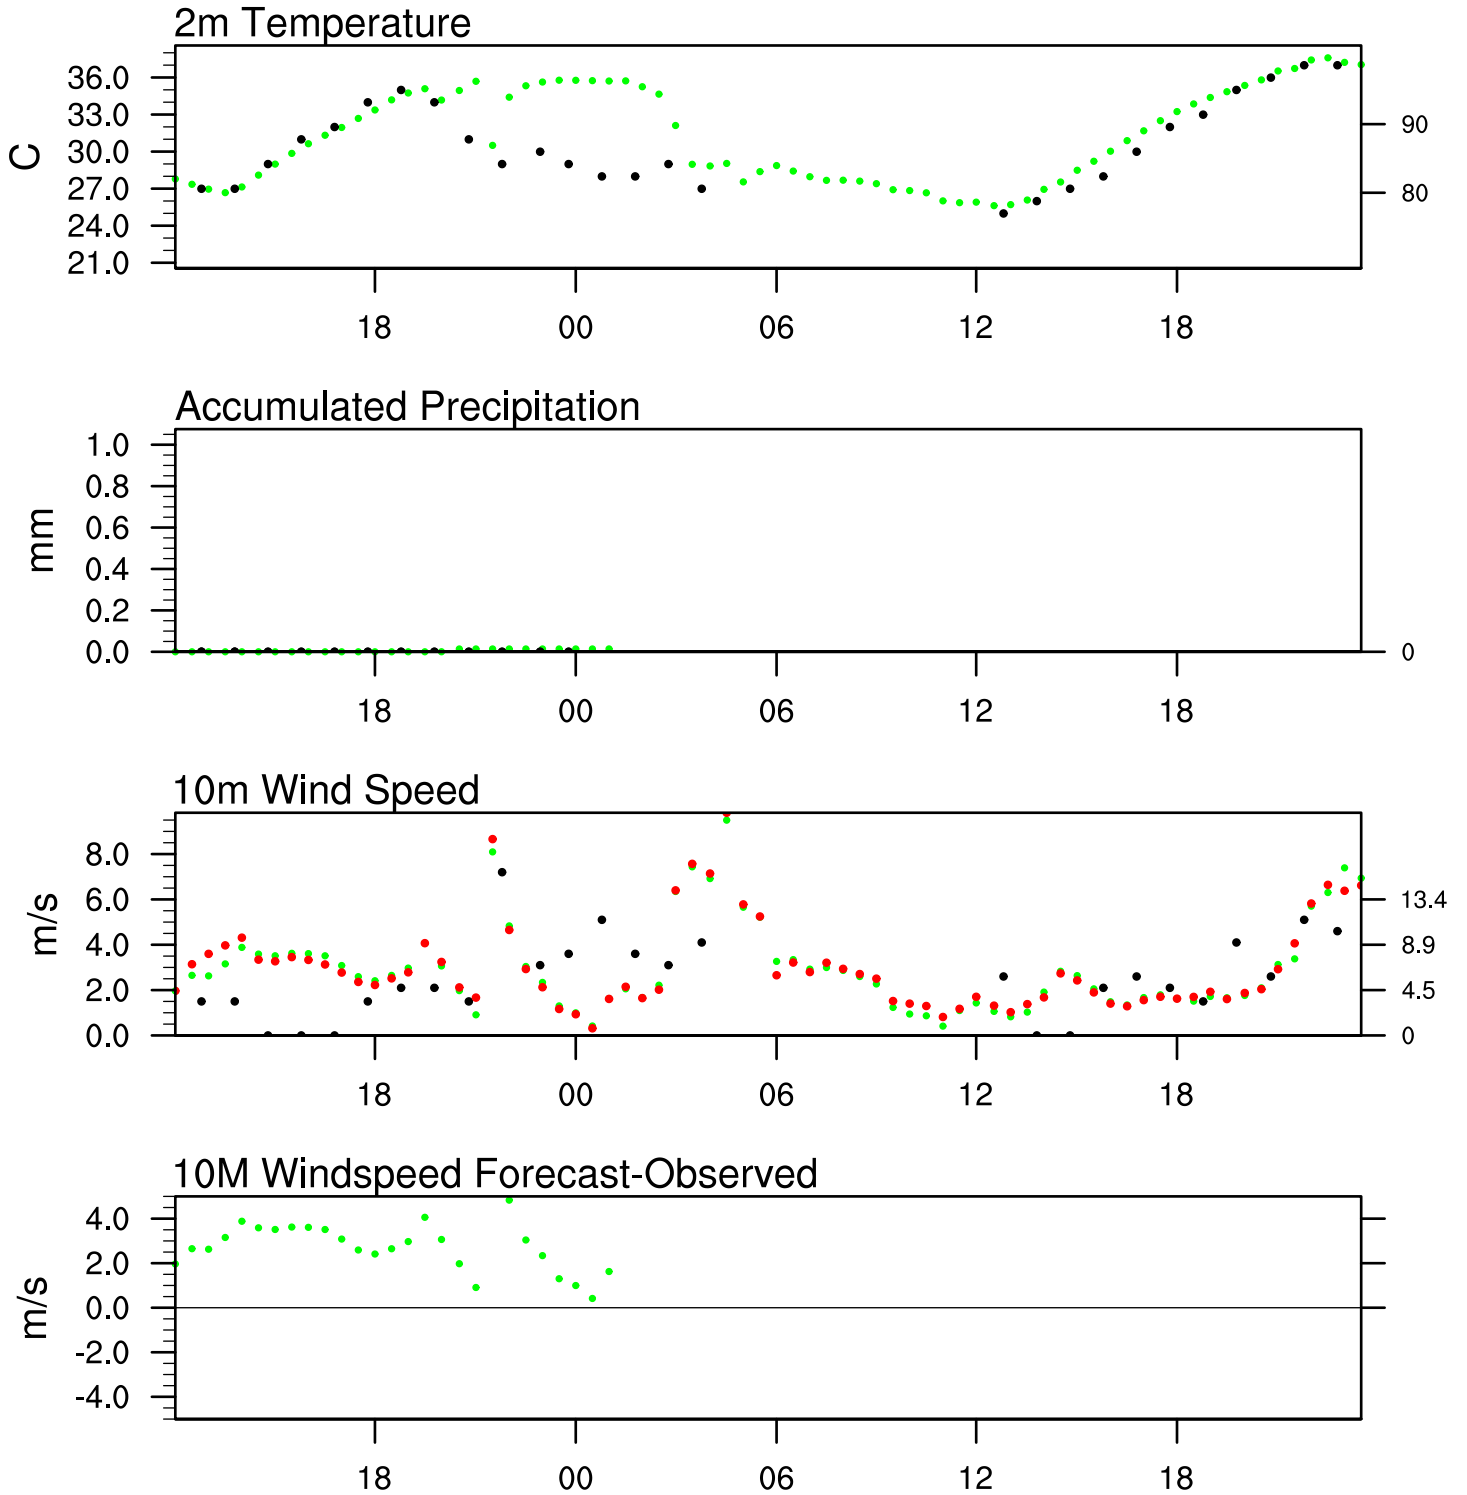 2m Temperature
36.0
33.0
30.0
27.0
24.0
21.0
C
90
80
18 00 06 12 18
Accumulated Precipitation
1.0
0.8
0.6
0.4
0.2
0.0
mm
0
18 00 06 12 18
10m Wind Speed
8.0
6.0
4.0
2.0
0.0
m/s
13.4
8.9
4.5
0
18 00 06 12 18
10M Windspeed Forecast-Observed
4.0
2.0
0.0
-2.0
-4.0
m/s
18 00 06 12 18